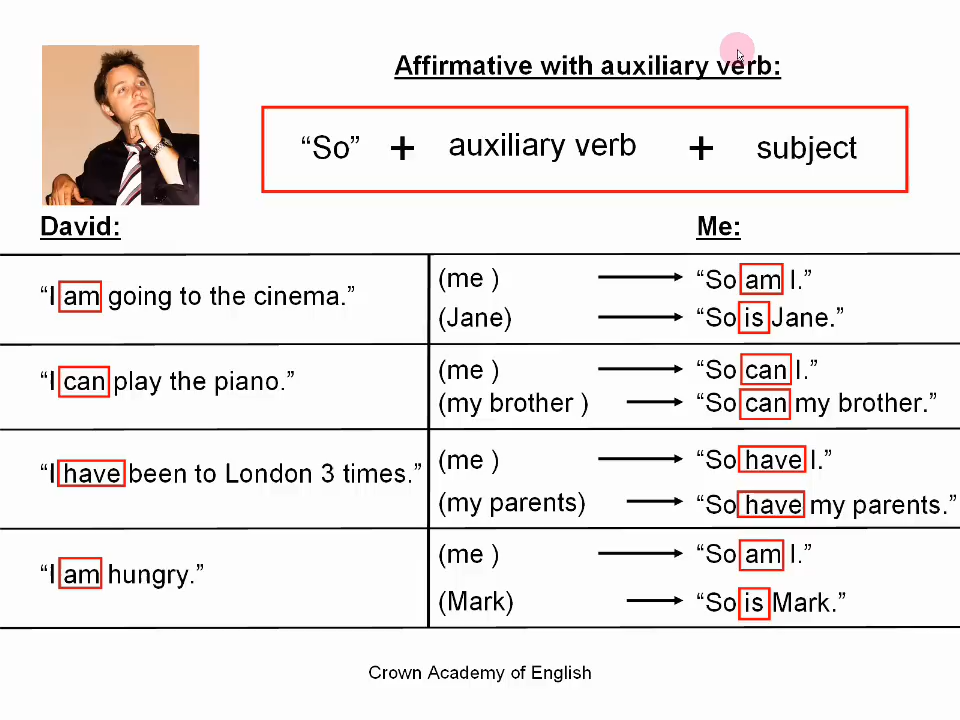 Affirmative with auxiliary verb:
“So” + auxiliary verb + subject
David: Me:
“I am going to the cinema.”
(me ) “So am I.”
(Jane) “So is Jane.”
“I can play the piano.”
(me ) “So can I.”
(my brother ) “So can my brother.”
“I have been to London 3 times.”
(me ) “So have I.”
(my parents) “So have my parents.”
“I am hungry.”
(me ) “So am I.”
(Mark) “So is Mark.”
Crown Academy of English